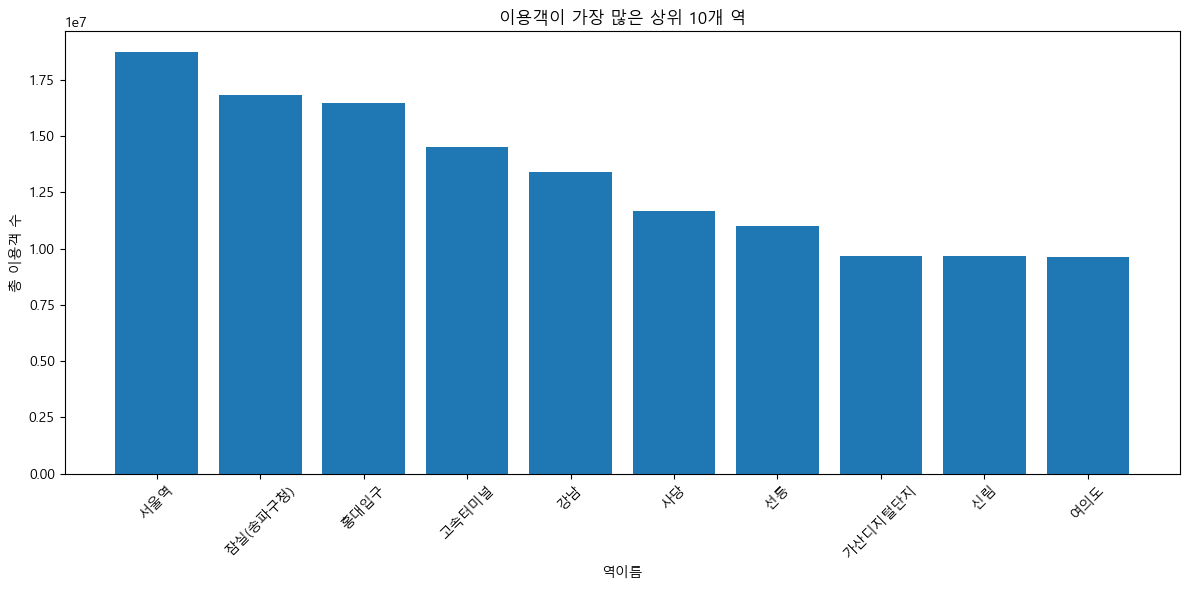 이용객이 가장 많은 상위 10개 역
1e7
1.75
1.50
1.25
1.00
0.75
0.50
0.25
0.00
총 이용객 수
서울역
잠실(송파구청)
홍대입구
고속터미널
강남
사당
선릉
가산디지털단지
신림
여의도
역이름